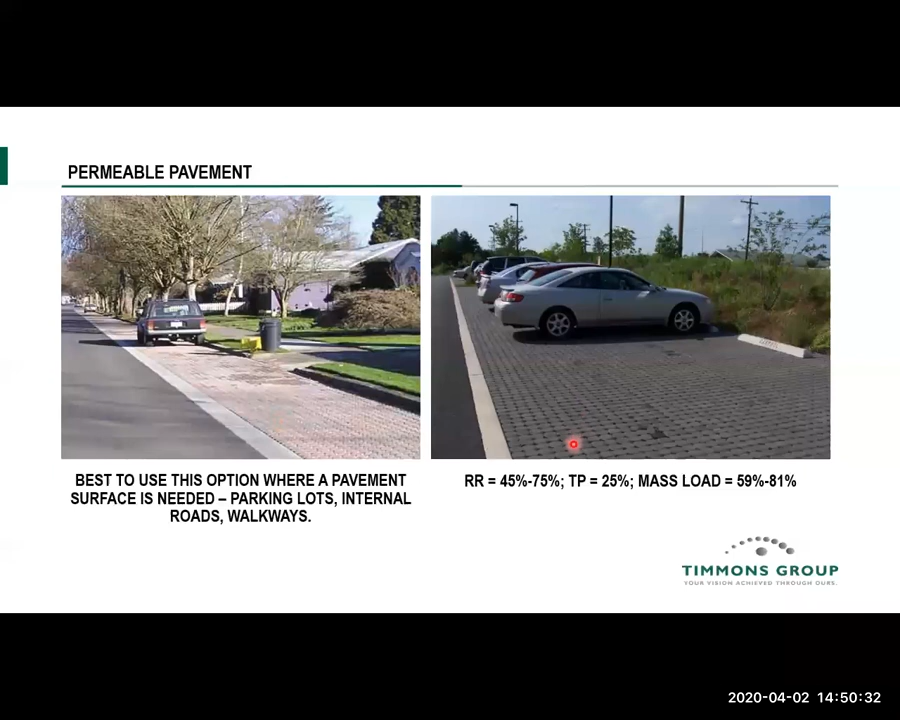 PERMEABLE PAVEMENT
BEST TO USE THIS OPTION WHERE A PAVEMENT
SURFACE IS NEEDED – PARKING LOTS, INTERNAL
ROADS, WALKWAYS.
RR = 45%-75%; TP = 25%; MASS LOAD = 59%-81%
TIMMONS GROUP
YOUR VISION ACHIEVED THROUGH OURS.
2020-04-02 14:50:32